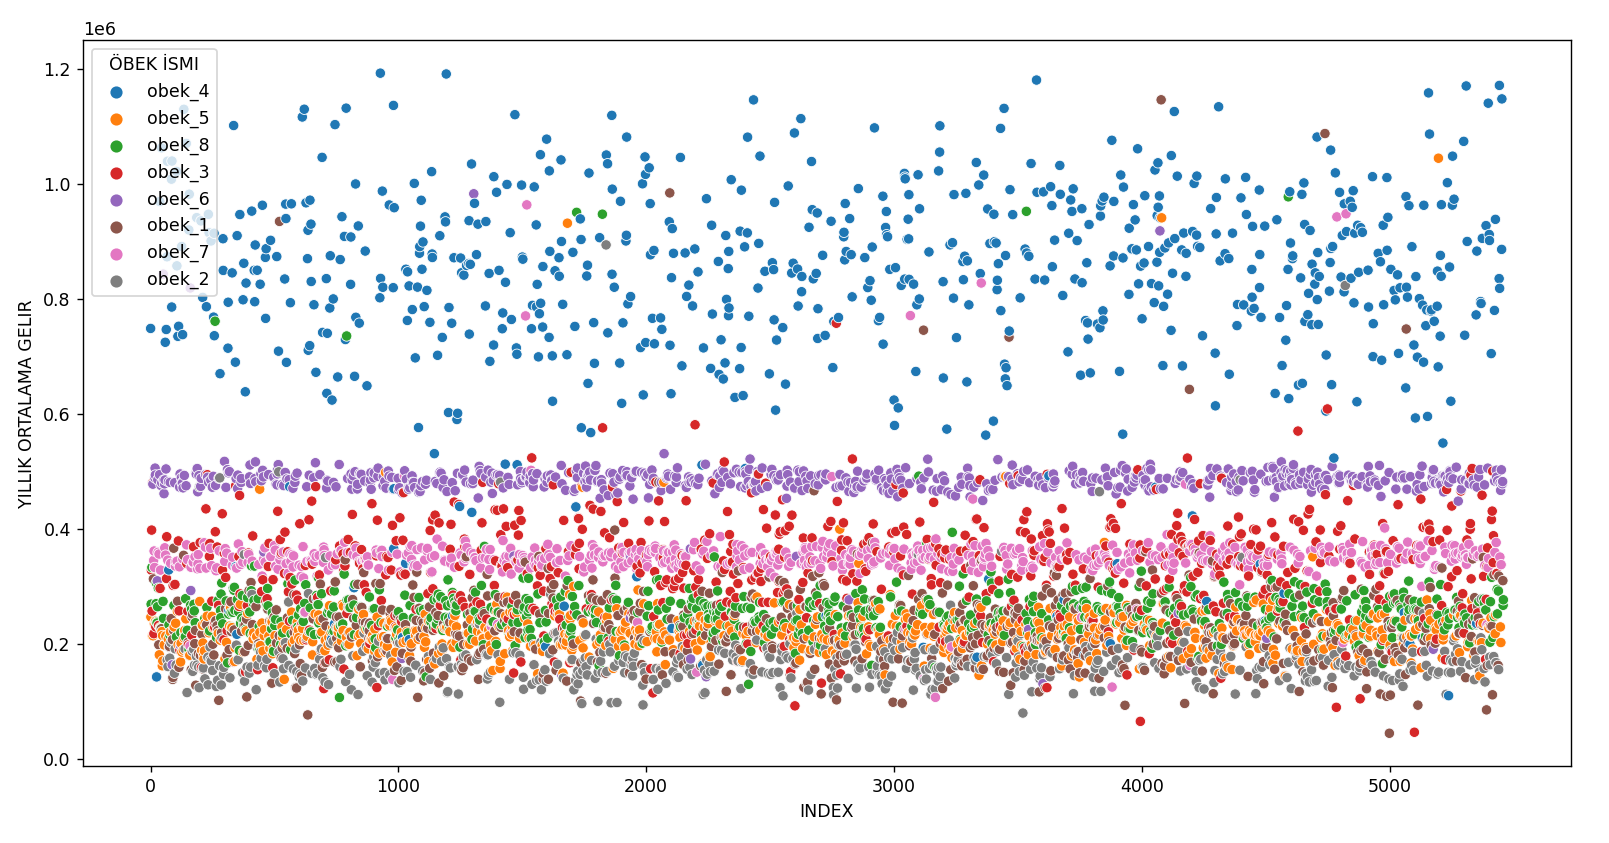 1e6
ÖBEK İSMI
obek_4
obek_5
obek_8
obek_3
obek_6
obek_1
obek_7
obek_2
1.2
1.0
0.8
0.6
0.4
0.2
0.0
YILLIK ORTALAMA GELIR
0 1000 2000 3000 4000 5000
INDEX